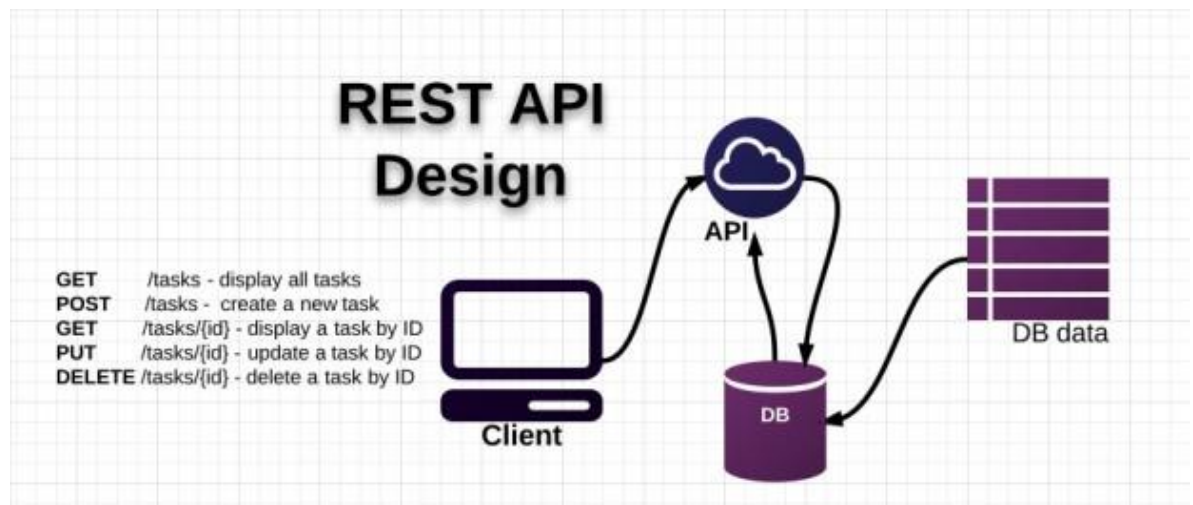 REST API
Design
GET /tasks - display all tasks
POST /tasks - create a new task
GET /tasks/{id} - display a task by ID
PUT /tasks/{id} - update a task by ID
DELETE /tasks/{id} - delete a task by ID
Client
API
DB
DB data